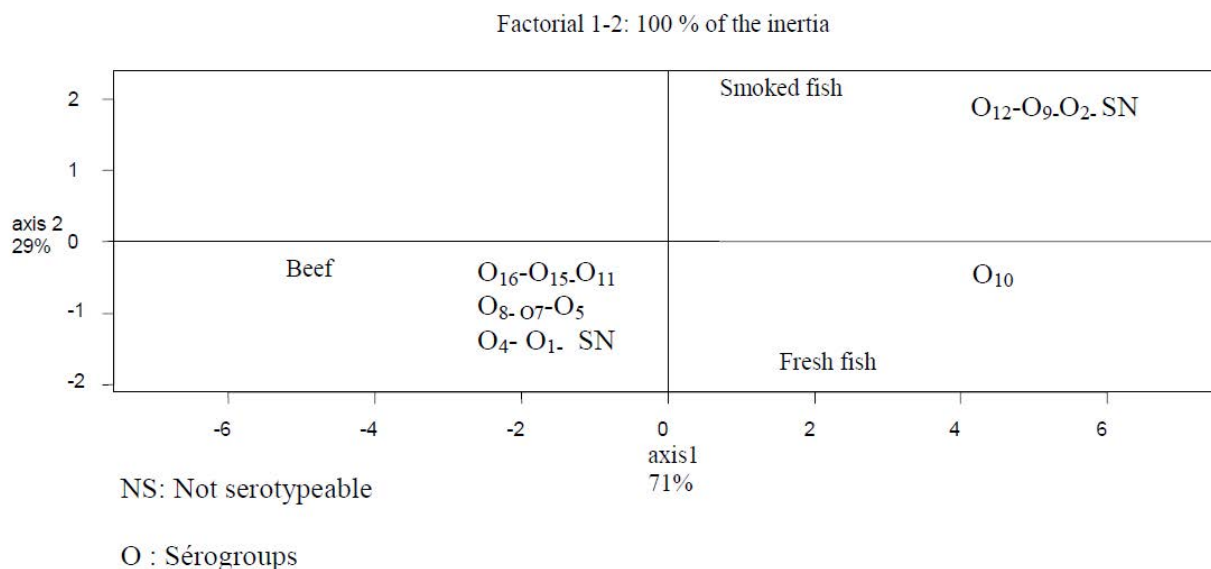 Factorial 1-2: 100 % of the inertia
2
Smoked fish
O12-O9-O2- SN
1
axis 2
29%
0
Beef
O16-O15-O11
O10
-1
O8- O7-O5
O4- O1- SN
Fresh fish
-2
-6 -4 -2 0 2 4 6
axis1
71%
NS: Not serotypeable
O : Sérogroups